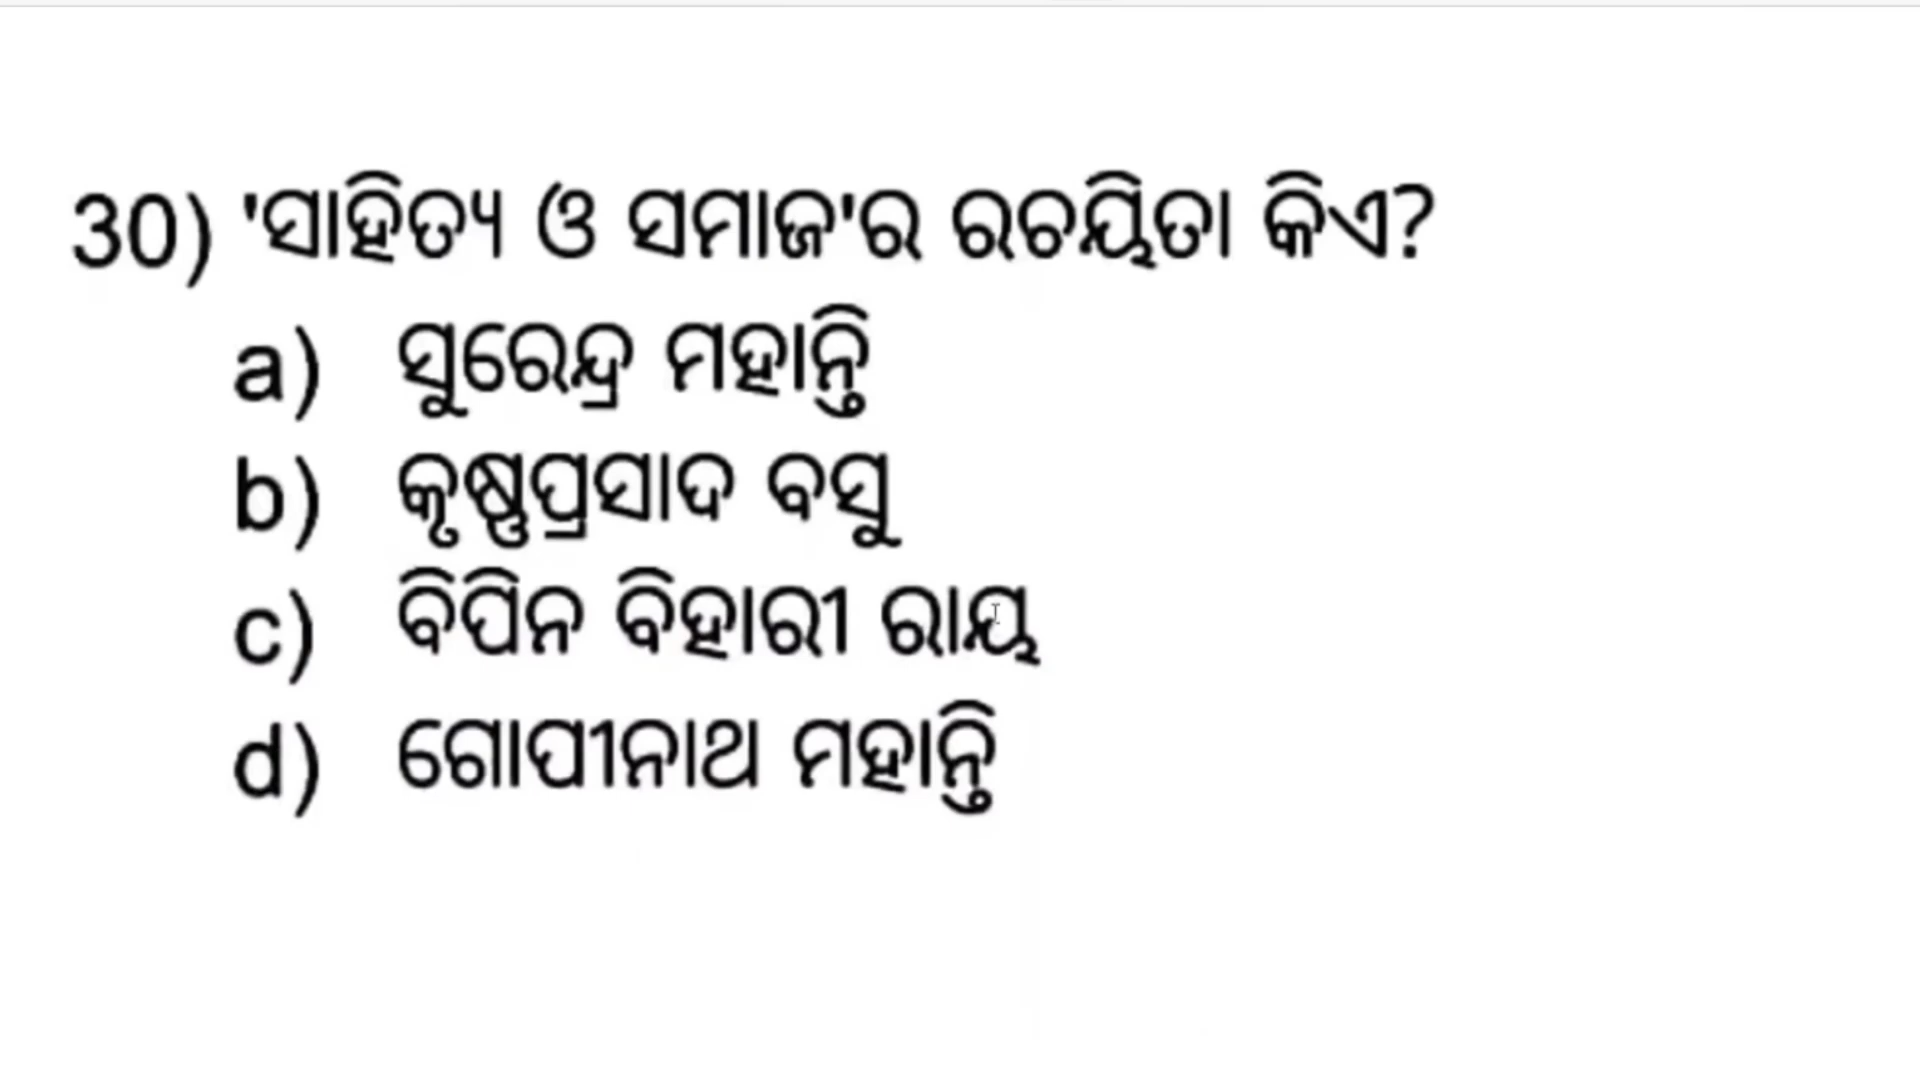 30) 'ସାହିତ୍ୟ ଓ ସମାଜ'ର ରଚୟିତା କିଏ?
a) ସୁରେନ୍ଦ୍ର ମହାନ୍ତି
b) କୃଷ୍ଣପ୍ରସାଦ ବସୁ
c) ବିପିନ ବିହାରୀ ରାୟ
d) ଗୋପୀନାଥ ମହାନ୍ତି